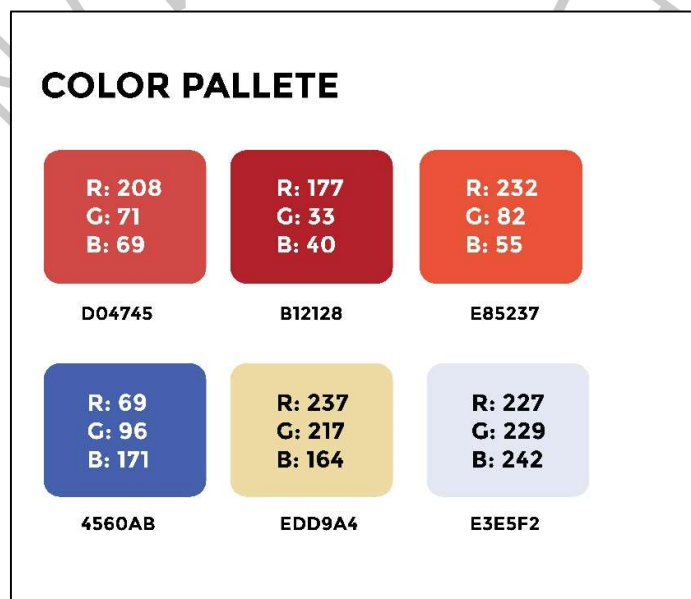 COLOR PALLETE
R: 208
G: 71
B: 69
D04745
R: 177
G: 33
B: 40
B12128
R: 232
G: 82
B: 55
E85237
R: 69
G: 96
B: 171
4560AB
R: 237
G: 217
B: 164
EDD9A4
R: 227
G: 229
B: 242
E3E5F2